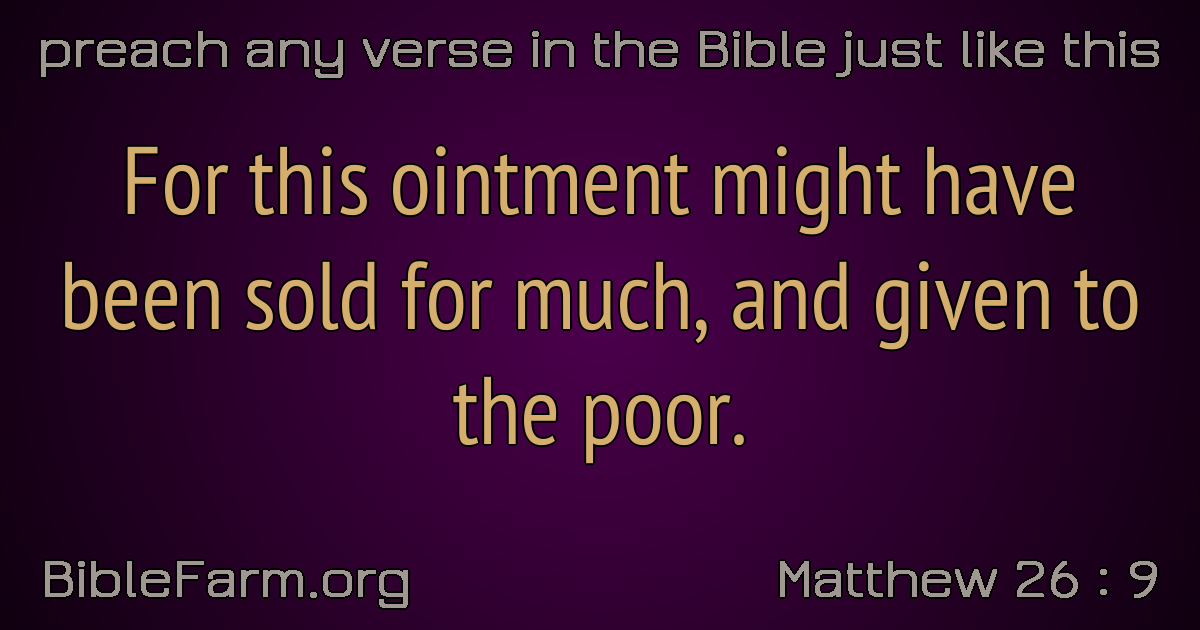 preach any verse in the Bible just like this
For this ointment might have
been sold for much, and given to
the poor.
BibleFarm.org
Matthew 26 : 9